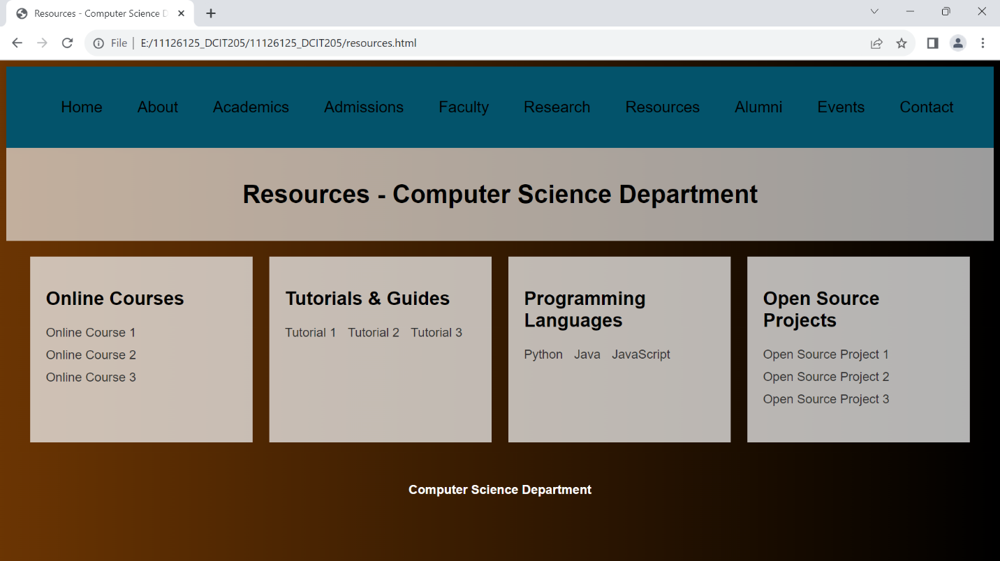 Resources - Computer Science D
File
E:/11126125_DCIT205/11126125_DCIT205/resources.html
Home About Academics Admissions Faculty Research Resources Alumni Events Contact
Resources - Computer Science Department
Online Courses
Online Course 1
Online Course 2
Online Course 3
Tutorials & Guides
Tutorial 1 Tutorial 2 Tutorial 3
Programming
Languages
Python Java JavaScript
Open Source
Projects
Open Source Project 1
Open Source Project 2
Open Source Project 3
Computer Science Department